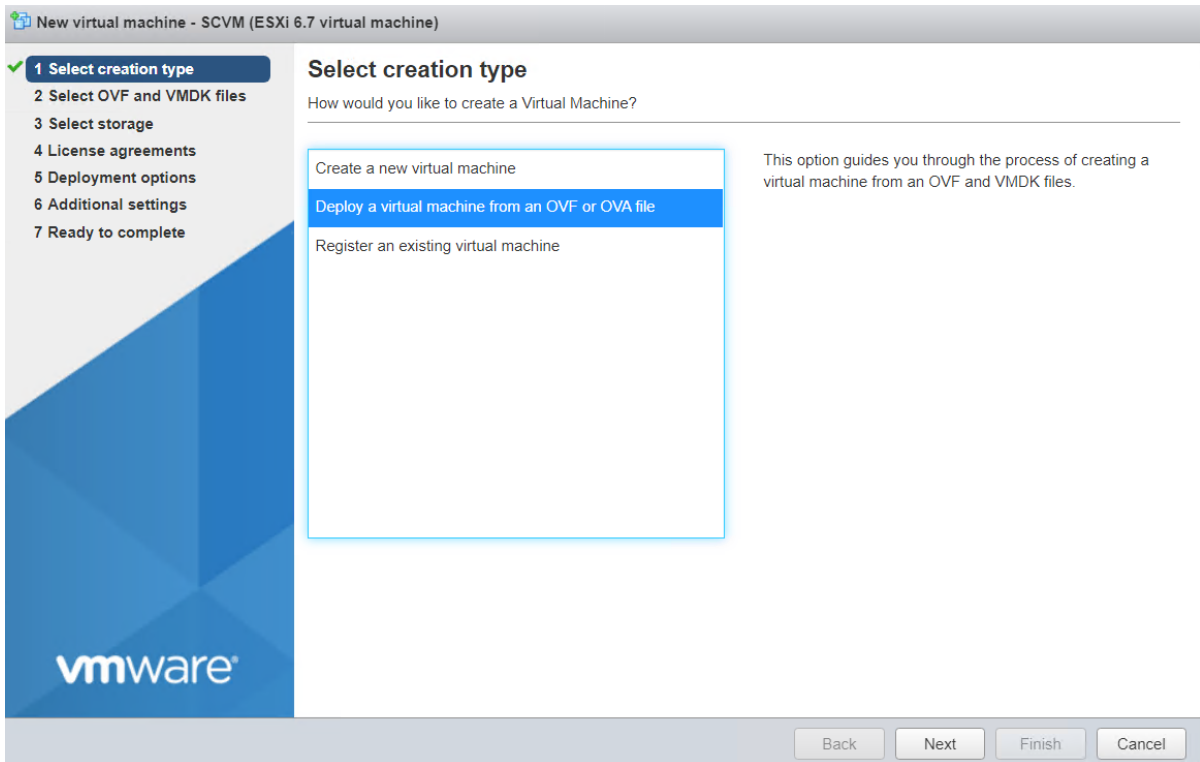 New virtual machine - SCVM (ESXi 6.7 virtual machine)
1 Select creation type
2 Select OVF and VMDK files
3 Select storage
4 License agreements
5 Deployment options
6 Additional settings
7 Ready to complete
Select creation type
How would you like to create a Virtual Machine?
Create a new virtual machine
Deploy a virtual machine from an OVF or OVA file
Register an existing virtual machine
This option guides you through the process of creating a
virtual machine from an OVF and VMDK files.
vmware®
Back Next Finish Cancel